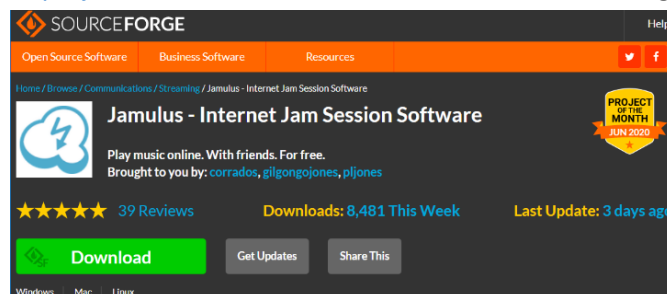 SOURCEFORGE
Help
Open Source Software Business Software Resources
Home / Browse / Communications / Streaming / Jamulus - Internet Jam Session Software
Jamulus - Internet Jam Session Software
PROJECT
OF THE
MONTH
JUN 2020
Play music online. With friends. For free.
Brought to you by: corrados, gilgongojones, pljones
39 Reviews Downloads: 8,481 This Week Last Update: 3 days ago
Download Get Updates Share This
Windows Mac Linux